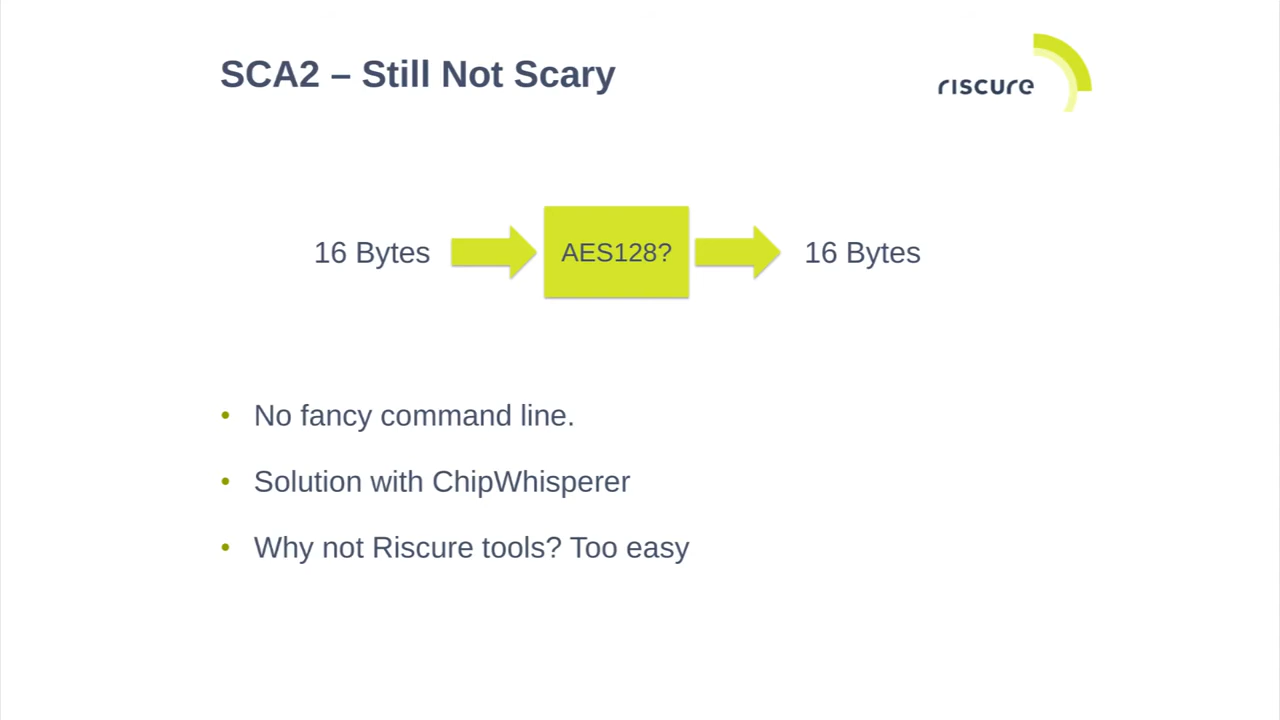 SCA2 – Still Not Scary
riscure
16 Bytes
AES128?
16 Bytes
• No fancy command line.
• Solution with ChipWhisperer
• Why not Riscure tools? Too easy